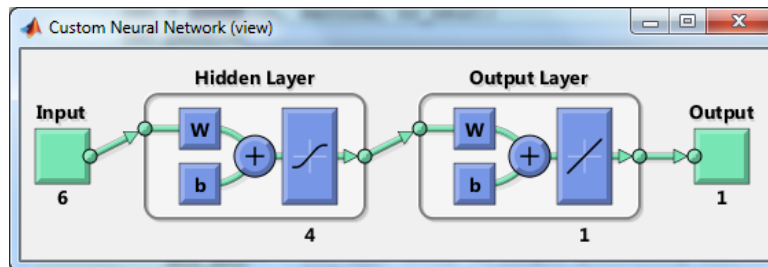 Custom Neural Network (view)
Hidden Layer
Output Layer
Input
Output
W
W
b
b
6
4
1
1